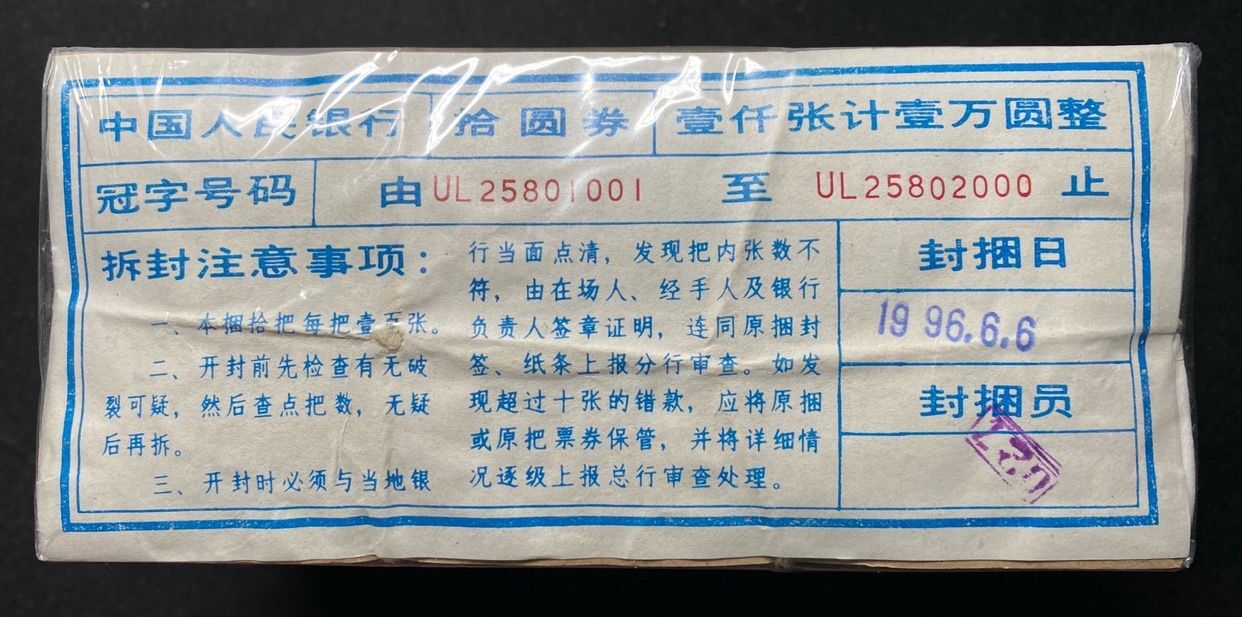 中国人民银行 拾圆券 壹仟张计壹万圆整
冠字号码 由 UL25801001 至 UL25802000 止
拆封注意事项：
一、本捆拾把每把壹百张。
二、开封前先检查有无破
裂可疑，然后查点把数，无疑
后再拆。
三、开封时必须与当地银
行当面点清，发现把内张数不
符，由在场人、经手人及银行
负责人签章证明，连同原捆封
签、纸条上报分行审查。如发
现超过十张的错款，应将原捆
或原把票券保管，并将详细情
况逐级上报总行审查处理。
封捆日
1996.6.6
封捆员